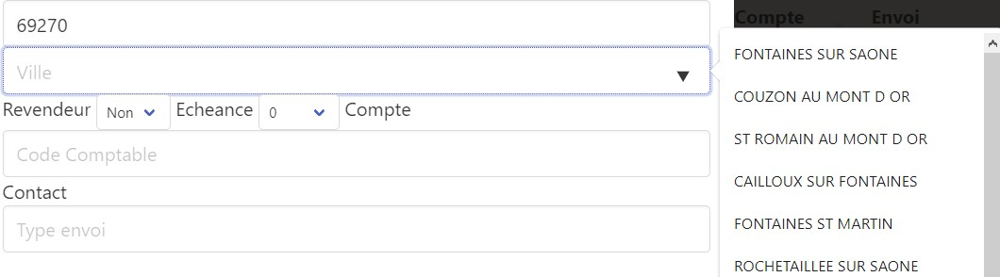 69270
Ville
Revendeur Non Echeance 0 Compte
Code Comptable
Contact
Type envoi
Compte Envoi
FONTAINES SUR SAONE
COUZON AU MONT D OR
ST ROMAIN AU MONT D OR
CAILLOUX SUR FONTAINES
FONTAINES ST MARTIN
ROCHETAILLEE SUR SAONE